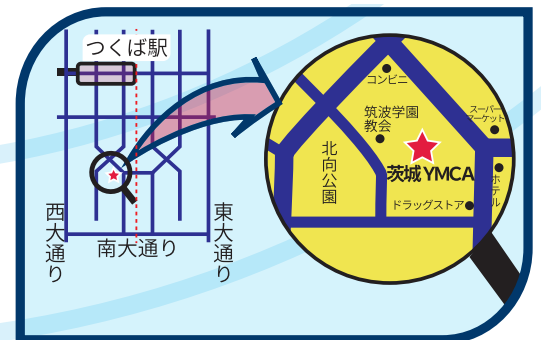 つくば駅
西大通り
南大通り
東大通り
コンビニ
筑波学園
教会
スーパー
マーケット
北向公園
茨城YMCA
ホテル
ドラッグストア